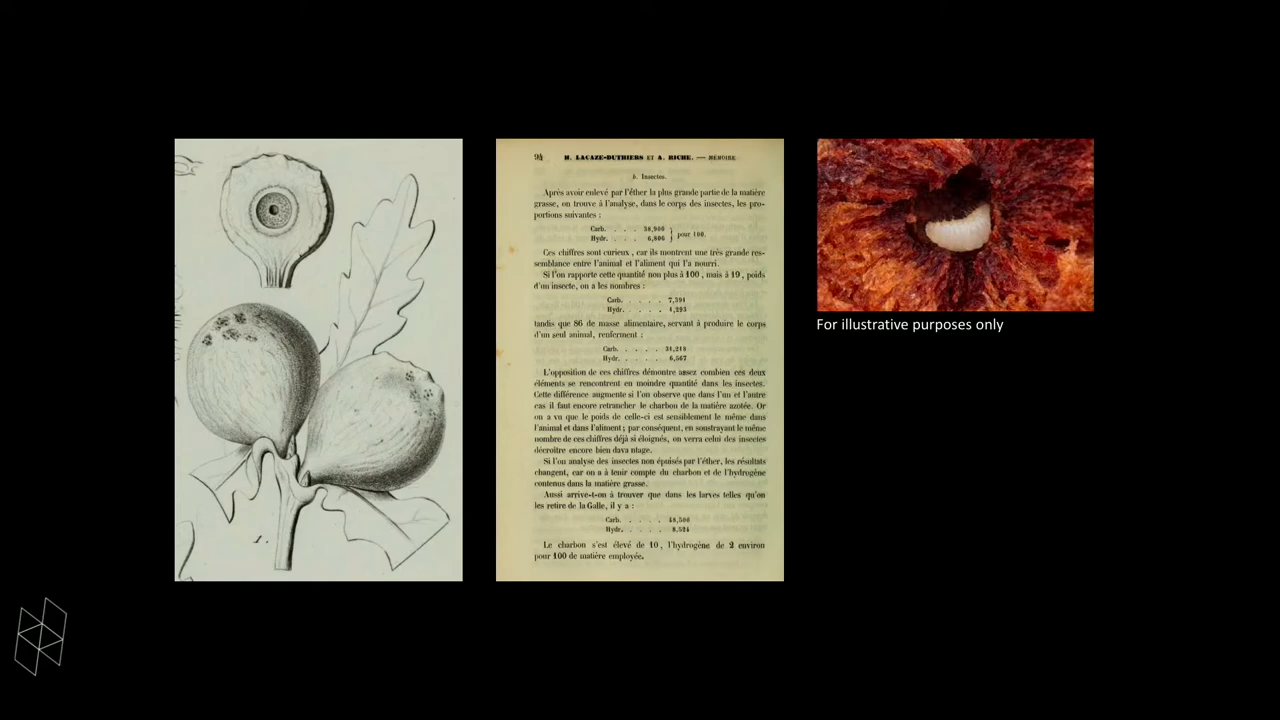 1.
94 H. LACAZE-DUTHIERS ET A. RICHE. — MÉMOIRE.
b. Insectes.
Après avoir enlevé par l'éther la plus grande partie de la matière
grasse, on trouve à l'analyse, dans le corps des insectes, les pro-
portions suivantes :
Carb. . . . 38,900 } pour 100.
Hydr. . . . 6,806
Ces chiffres sont curieux, car ils montrent une très grande res-
semblance entre l'animal et l'aliment qui l'a nourri.
Si l'on rapporte cette quantité non plus à 100, mais à 19, poids
d'un insecte, on a les nombres :
Carb. . . . . 7,391
Hydr. . . . . 1,293
tandis que 86 de masse alimentaire, servant à produire le corps
d'un seul animal, renferment :
Carb. . . . . 31,218
Hydr. . . . . 6,567
L'opposition de ces chiffres démontre assez combien ces deux
éléments se rencontrent en moindre quantité dans les insectes.
Cette différence augmente si l'on observe que dans l'un et l'autre
cas il faut encore retrancher le charbon de la matière azotée. Or
on a vu que le poids de celle-ci est sensiblement le même dans
l'animal et dans l'aliment ; par conséquent, en soustrayant le même
nombre de ces chiffres déjà si éloignés, on verra celui des insectes
décroître encore bien dava ntage.
Si l'on analyse des insectes non épuisés par l'éther, les résultats
changent, car on a à tenir compte du charbon et de l'hydrogène
contenus dans la matière grasse.
Aussi arrive-t-on à trouver que dans les larves telles qu'on
les retire de la Galle, il y a :
Carb. . . . . 48,500
Hydr. . . . . 8,524
Le charbon s'est élevé de 10, l'hydrogène de 2 environ
pour 100 de matière employée.
For illustrative purposes only